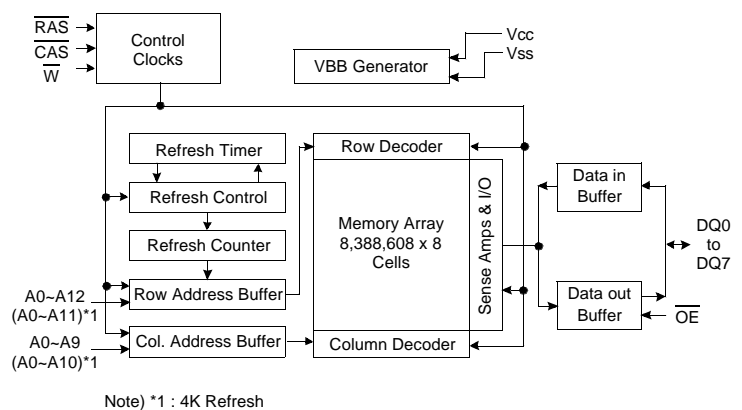 RAS
CAS
W
Control
Clocks
VBB Generator
Vcc
Vss
Refresh Timer
Refresh Control
Refresh Counter
Row Address Buffer
Col. Address Buffer
A0~A12
(A0~A11)*1
A0~A9
(A0~A10)*1
Row Decoder
Memory Array
8,388,608 x 8
Cells
Column Decoder
Sense Amps & I/O
Data in
Buffer
Data out
Buffer
DQ0
to
DQ7
OE
Note) *1 : 4K Refresh